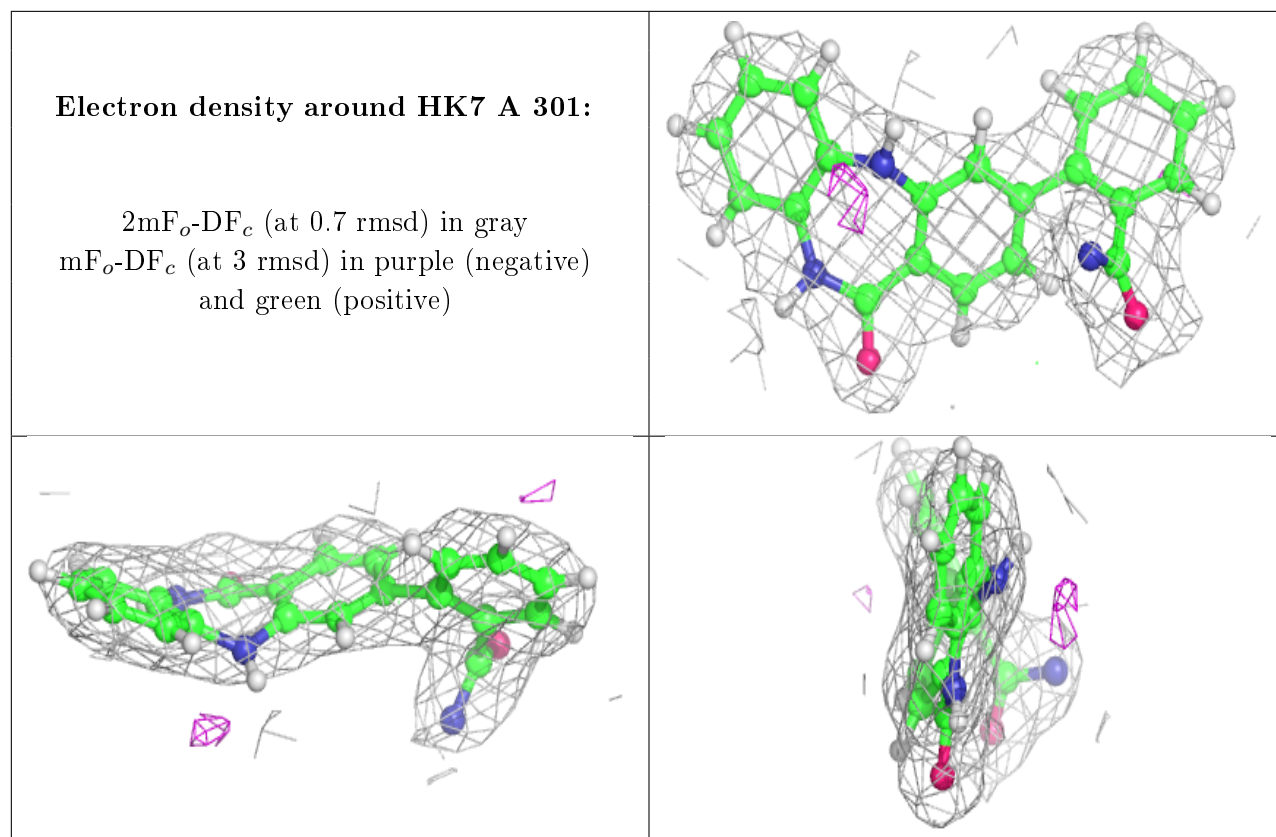 Electron density around HK7 A 301:
2mFo-DFc (at 0.7 rmsd) in gray
mFo-DFc (at 3 rmsd) in purple (negative)
and green (positive)